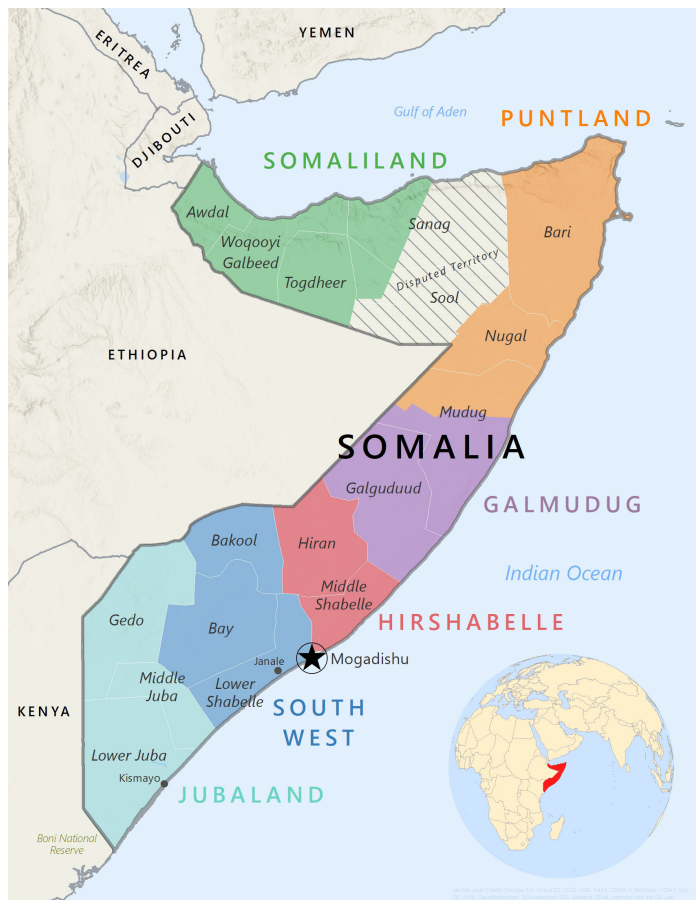 YEMEN
ERITREA
Gulf of Aden
PUNTLAND
DJIBOUTI
SOMALILAND
Awdal
Sanag
Bari
Woqooyi
Galbeed
Togdheer
Disputed Territory
Sool
Nugal
ETHIOPIA
Mudug
SOMALIA
Galguduud
GALMUDUG
Bakool
Hiran
Indian Ocean
Middle
Shabelle
Gedo
Bay
HIRSHABELLE
Janale
Mogadishu
Middle
Juba
Lower
Shabelle
KENYA
SOUTH
WEST
Lower Juba
Kismayo
JUBALAND
Boni National
Reserve